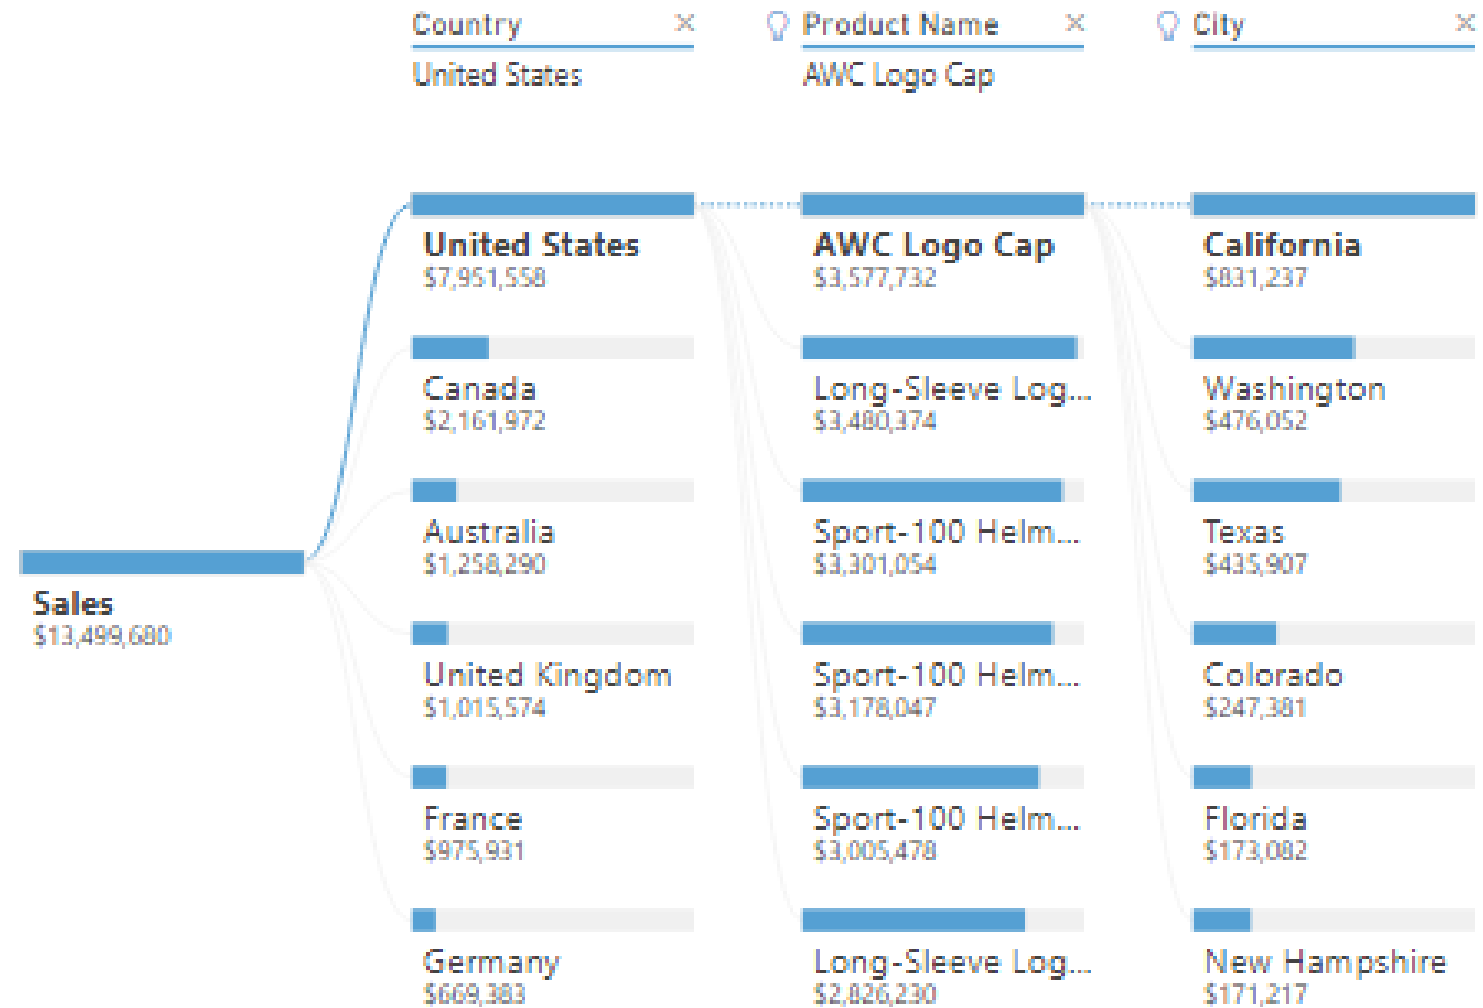 Country
Product Name
City
United States
AWC Logo Cap
Sales
$13,499,680
United States
$7,951,558
Canada
$2,161,972
Australia
$1,258,290
United Kingdom
$1,015,574
France
$975,931
Germany
$669,383
AWC Logo Cap
$3,577,732
Long-Sleeve Log...
$3,480,374
Sport-100 Helm...
$3,301,054
Sport-100 Helm...
$3,178,047
Sport-100 Helm...
$3,005,478
Long-Sleeve Log...
$2,826,230
California
$831,237
Washington
$476,052
Texas
$435,907
Colorado
$247,381
Florida
$173,082
New Hampshire
$171,217